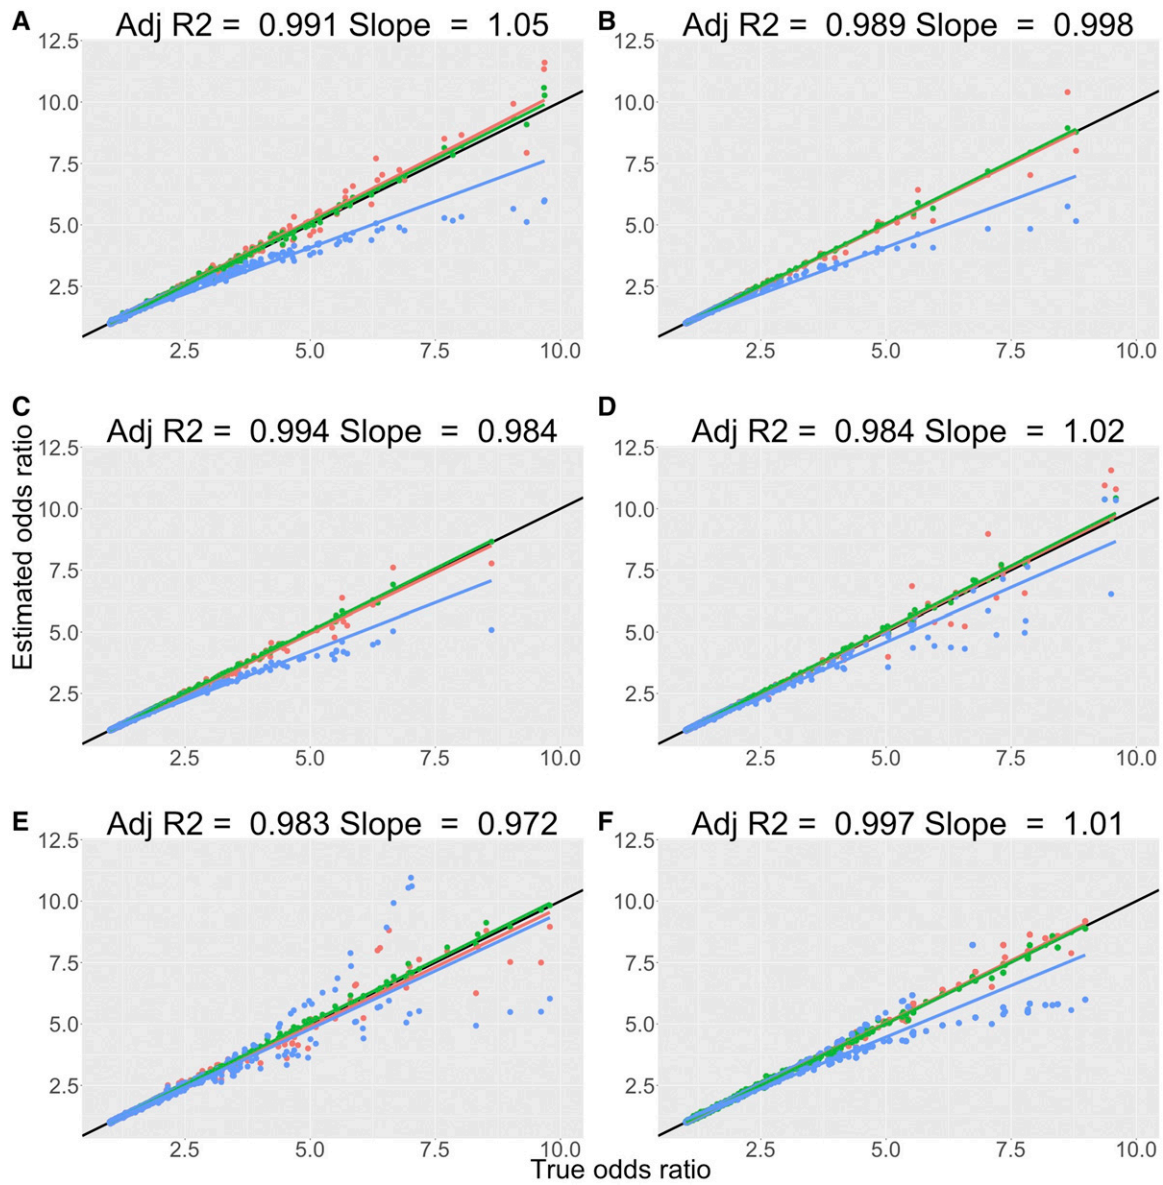 A Adj R2 = 0.991 Slope = 1.05
12.5
10.0
7.5
5.0
2.5
2.5 5.0 7.5 10.0
B Adj R2 = 0.989 Slope = 0.998
12.5
10.0
7.5
5.0
2.5
2.5 5.0 7.5 10.0
C Adj R2 = 0.994 Slope = 0.984
12.5
10.0
7.5
5.0
2.5
2.5 5.0 7.5 10.0
D Adj R2 = 0.984 Slope = 1.02
12.5
10.0
7.5
5.0
2.5
2.5 5.0 7.5 10.0
E Adj R2 = 0.983 Slope = 0.972
12.5
10.0
7.5
5.0
2.5
2.5 5.0 7.5 10.0
F Adj R2 = 0.997 Slope = 1.01
12.5
10.0
7.5
5.0
2.5
2.5 5.0 7.5 10.0
Estimated odds ratio
True odds ratio